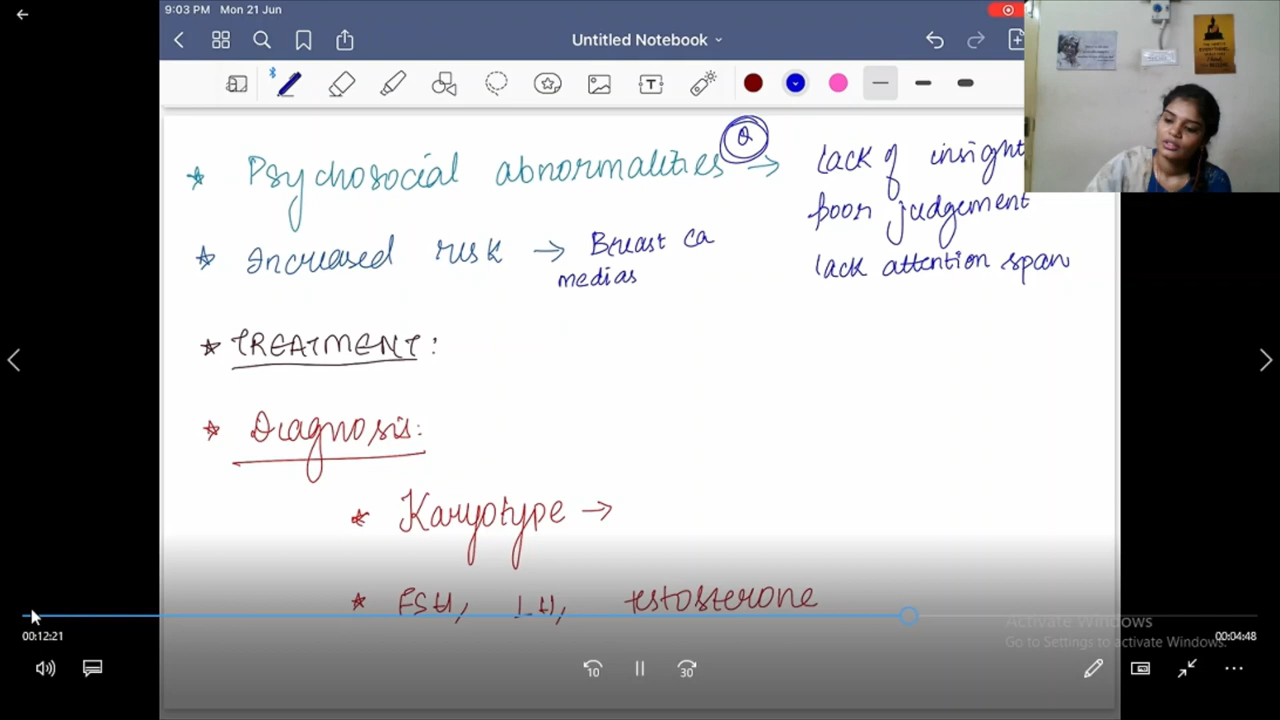 9:03 PM Mon 21 Jun
Untitled Notebook
T
* Psychosocial abnormalities → lack of insight
Q
poor judgement
lack attention span
* Increased risk → Breast ca
medias
* TREATMENT:
* Diagnosis:
* Karyotype →
* FSH, LH, testosterone
Activate Windows
Go to Settings to activate Windows.
00:12:21
00:04:48
10
30